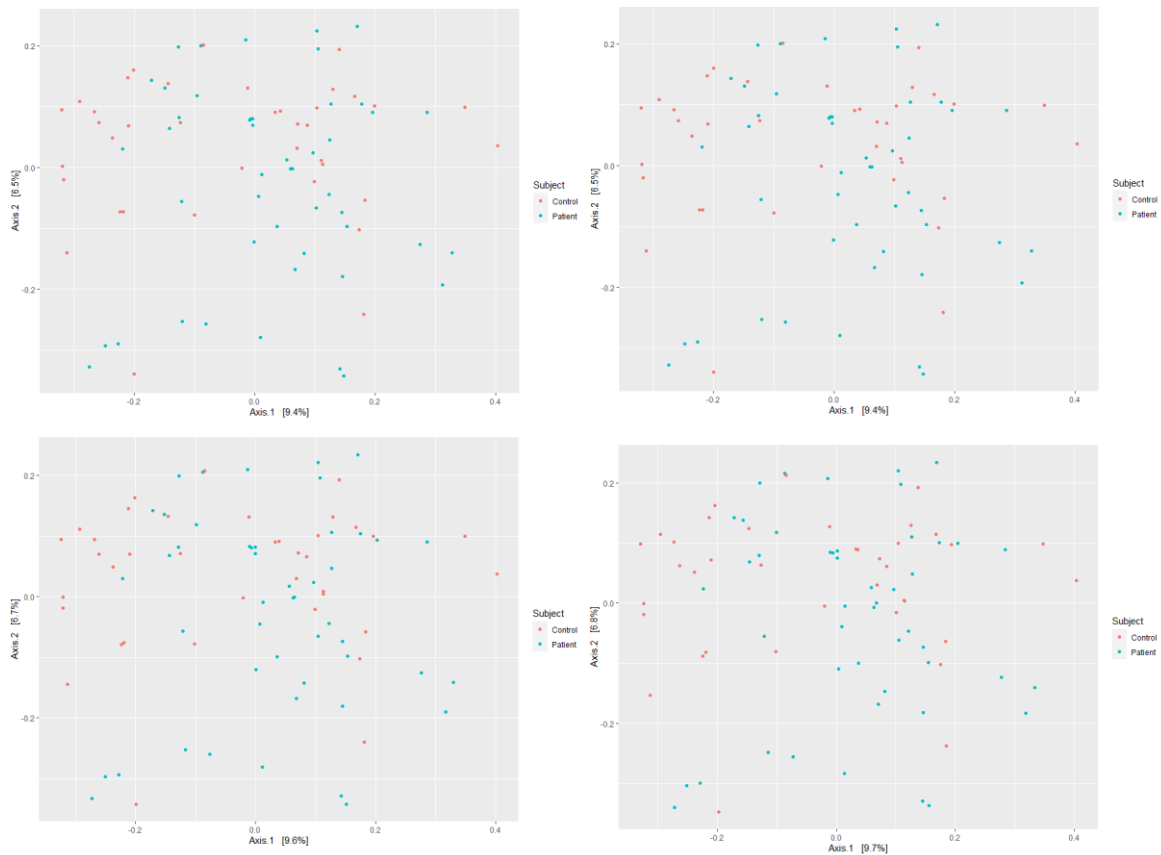 0.2
0.0
-0.2
Axis.2 [6.5%]
-0.2
0.0
0.2
0.4
Axis.1 [9.4%]
Subject
Control
Patient
0.2
0.0
-0.2
Axis.2 [6.5%]
-0.2
0.0
0.2
0.4
Axis.1 [9.4%]
Subject
Control
Patient
0.2
0.0
-0.2
Axis.2 [6.7%]
-0.2
0.0
0.2
0.4
Axis.1 [9.6%]
Subject
Control
Patient
0.2
0.0
-0.2
Axis.2 [6.8%]
-0.2
0.0
0.2
0.4
Axis.1 [9.7%]
Subject
Control
Patient